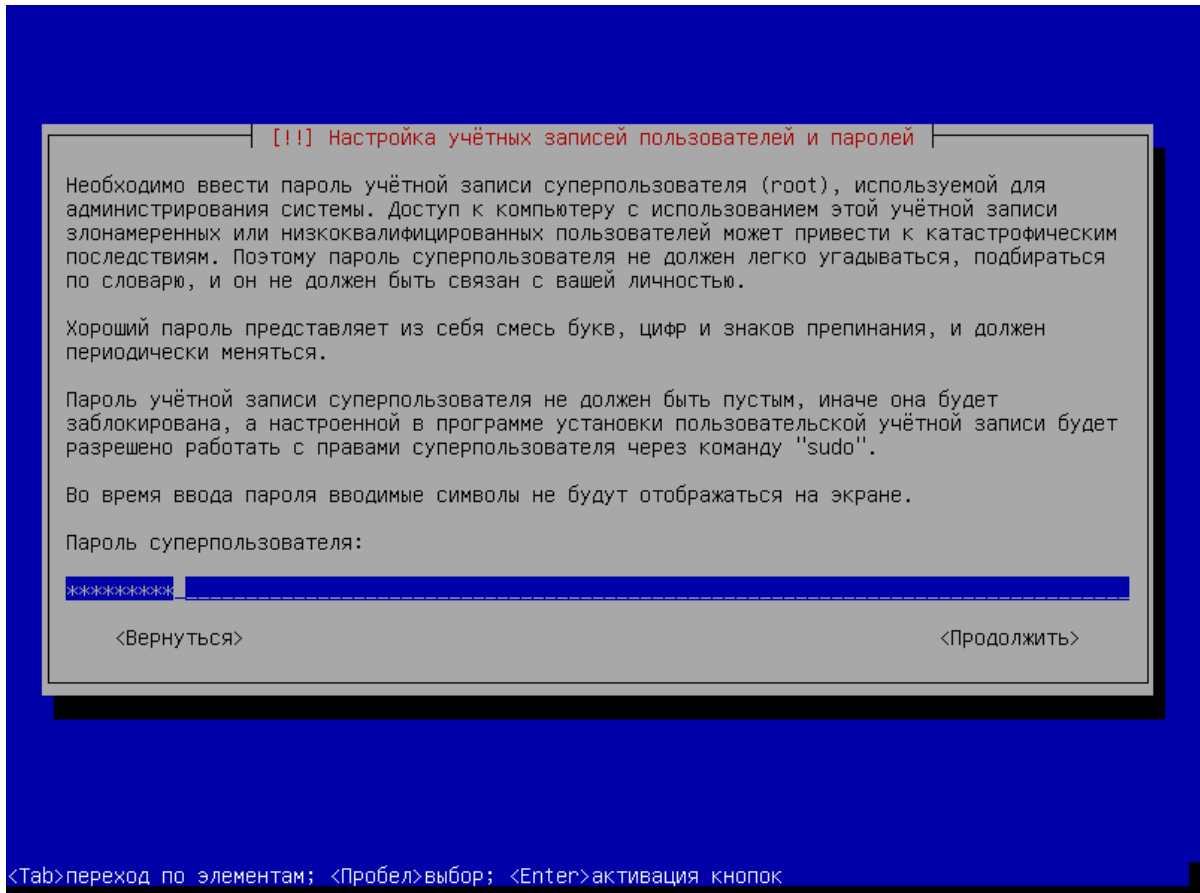 [!!] Настройка учётных записей пользователей и паролей
Необходимо ввести пароль учётной записи суперпользователя (root), используемой для
администрирования системы. Доступ к компьютеру с использованием этой учётной записи
злонамеренных или низкоквалифицированных пользователей может привести к катастрофическим
последствиям. Поэтому пароль суперпользователя не должен легко угадываться, подбираться
по словарю, и он не должен быть связан с вашей личностью.
Хороший пароль представляет из себя смесь букв, цифр и знаков препинания, и должен
периодически меняться.
Пароль учётной записи суперпользователя не должен быть пустым, иначе она будет
заблокирована, а настроенной в программе установки пользовательской учётной записи будет
разрешено работать с правами суперпользователя через команду "sudo".
Во время ввода пароля вводимые символы не будут отображаться на экране.
Пароль суперпользователя:
*********
<Вернуться> <Продолжить>
<Tab>переход по элементам; <Пробел>выбор; <Enter>активация кнопок